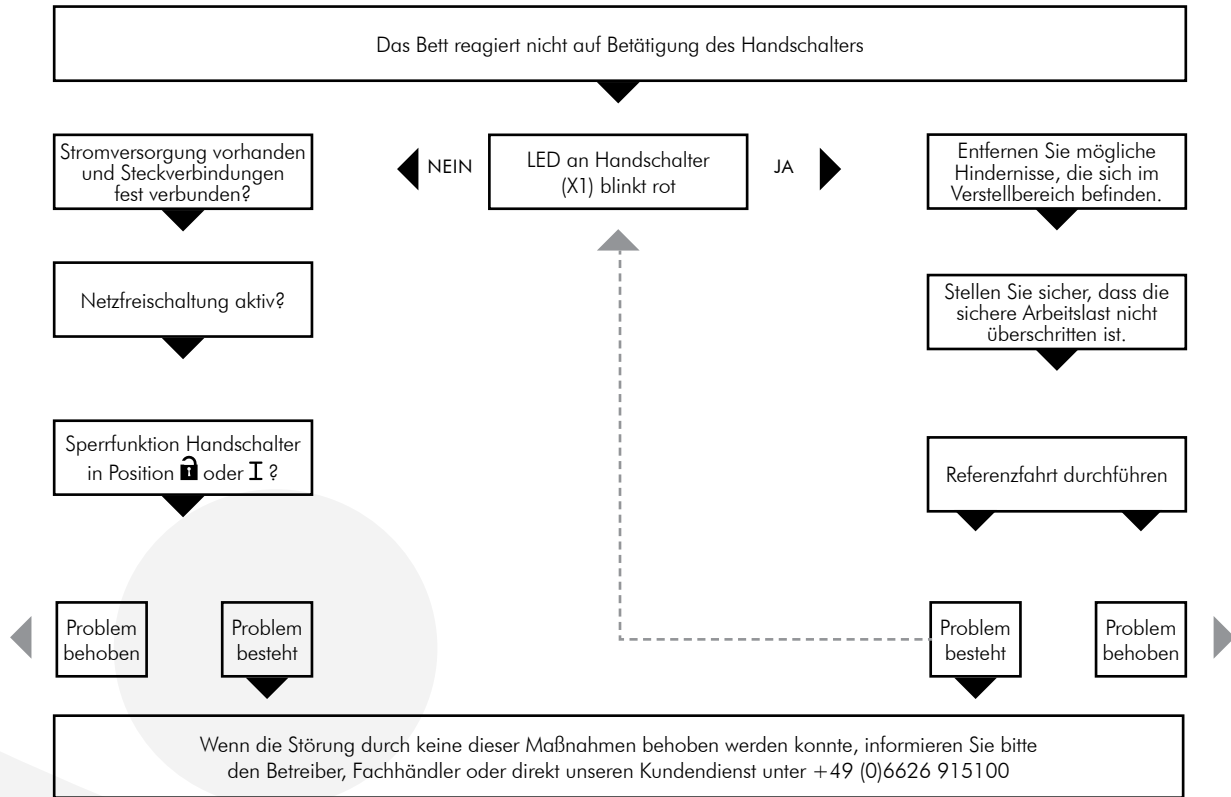 Das Bett reagiert nicht auf Betätigung des Handschalters
Stromversorgung vorhanden
und Steckverbindungen
fest verbunden?
NEIN
LED an Handschalter
(X1) blinkt rot
JA
Entfernen Sie mögliche
Hindernisse, die sich im
Verstellbereich befinden.
Netzfreischaltung aktiv?
Stellen Sie sicher, dass die
sichere Arbeitslast nicht
überschritten ist.
Sperrfunktion Handschalter
in Position oder I ?
Referenzfahrt durchführen
Problem
behoben
Problem
besteht
Problem
besteht
Problem
behoben
Wenn die Störung durch keine dieser Maßnahmen behoben werden konnte, informieren Sie bitte
den Betreiber, Fachhändler oder direkt unseren Kundendienst unter +49 (0)6626 915100